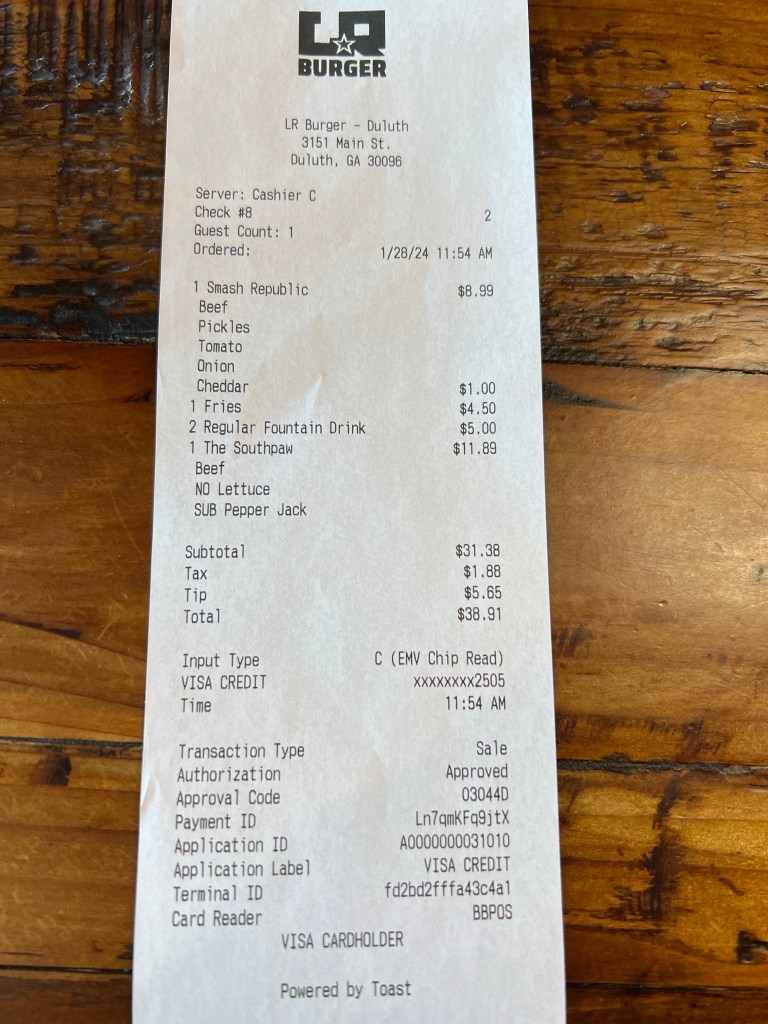 LR
BURGER
LR Burger - Duluth
3151 Main St.
Duluth, GA 30096
Server: Cashier C
Check #8 2
Guest Count: 1
Ordered: 1/28/24 11:54 AM
1 Smash Republic $8.99
Beef
Pickles
Tomato
Onion
Cheddar $1.00
1 Fries $4.50
2 Regular Fountain Drink $5.00
1 The Southpaw $11.89
Beef
NO Lettuce
SUB Pepper Jack
Subtotal $31.38
Tax $1.88
Tip $5.65
Total $38.91
Input Type C (EMV Chip Read)
VISA CREDIT xxxxxxxx2505
Time 11:54 AM
Transaction Type Sale
Authorization Approved
Approval Code 03044D
Payment ID Ln7qmKFq9jtX
Application ID A0000000031010
Application Label VISA CREDIT
Terminal ID fd2bd2fffa43c4a1
Card Reader BBPOS
VISA CARDHOLDER
Powered by Toast